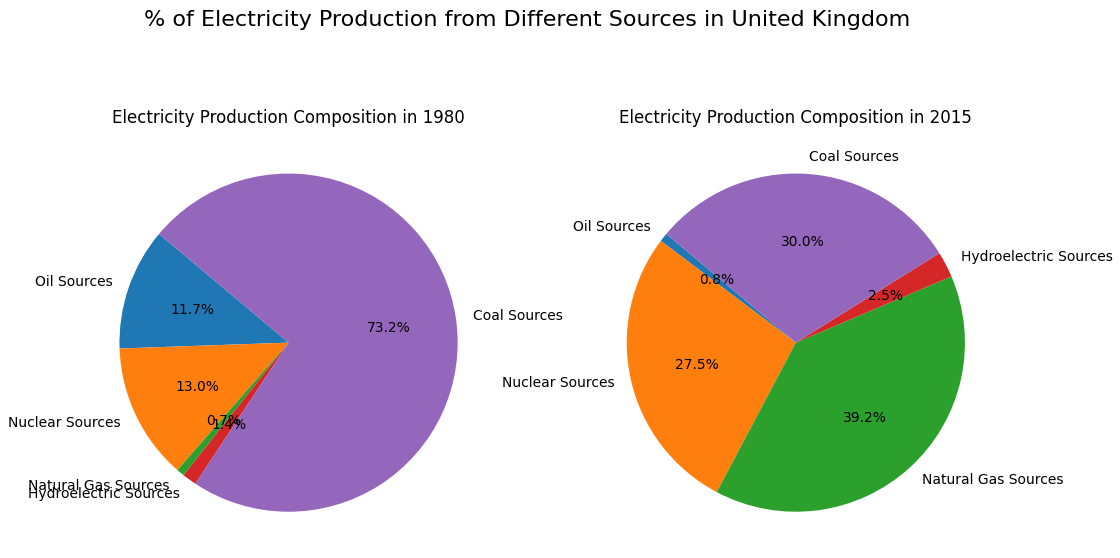 % of Electricity Production from Different Sources in United Kingdom
Electricity Production Composition in 1980
Oil Sources
11.7%
73.2%
Coal Sources
13.0%
Nuclear Sources
0.7%
1.4%
Natural Gas Sources
Hydroelectric Sources
Electricity Production Composition in 2015
Coal Sources
Oil Sources
30.0%
Hydroelectric Sources
0.8%
2.5%
27.5%
Nuclear Sources
39.2%
Natural Gas Sources